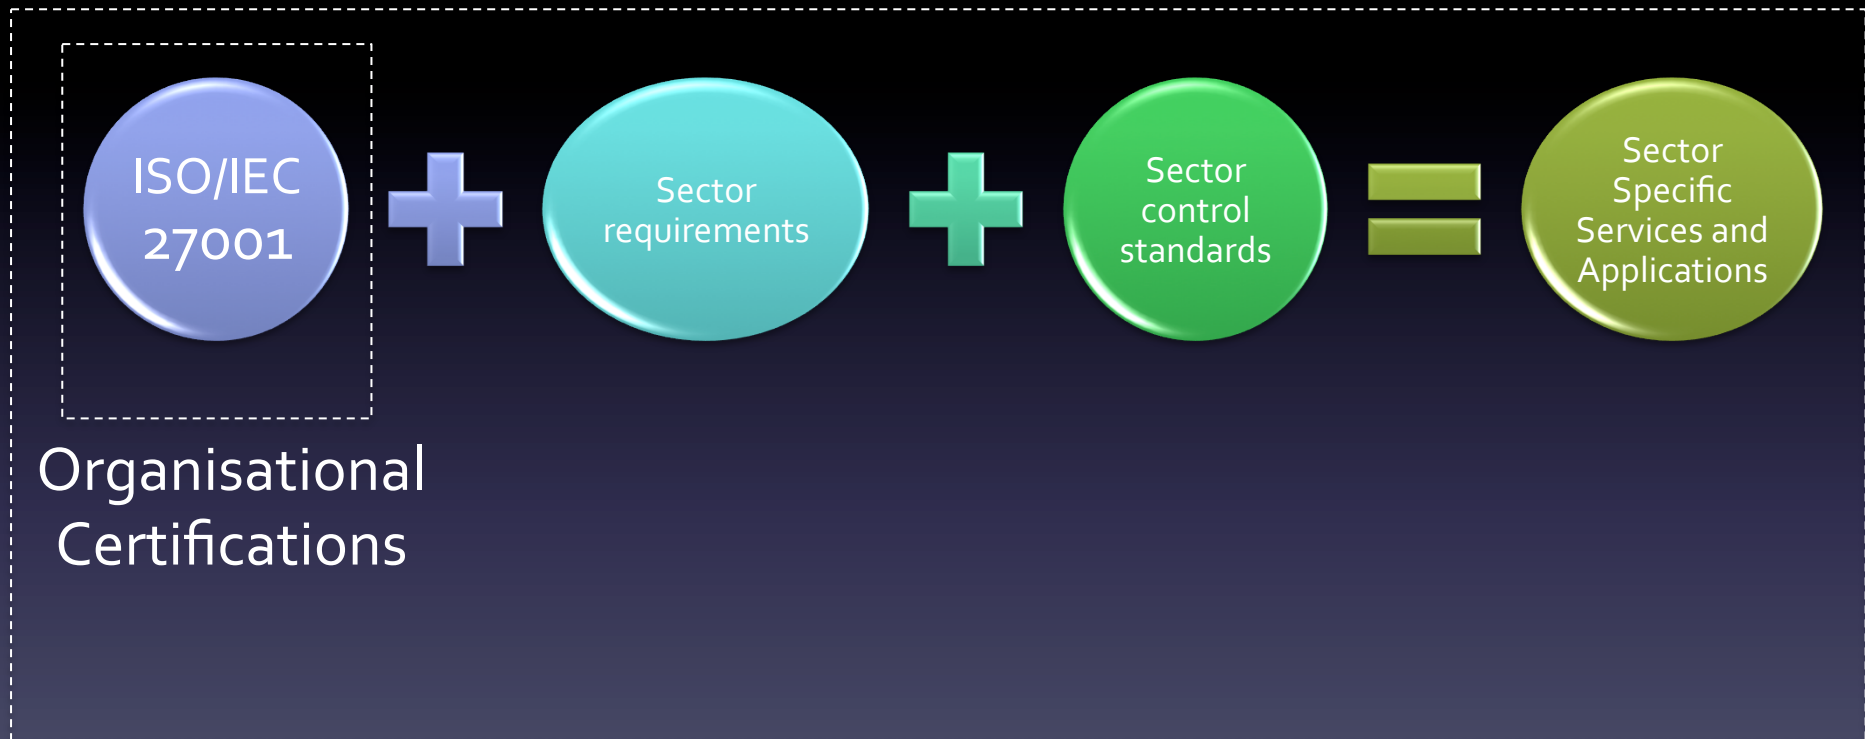 ISO/IEC
27001
Sector
requirements
Sector
control
standards
Sector
Specific
Services and
Applications
Organisational
Certifications